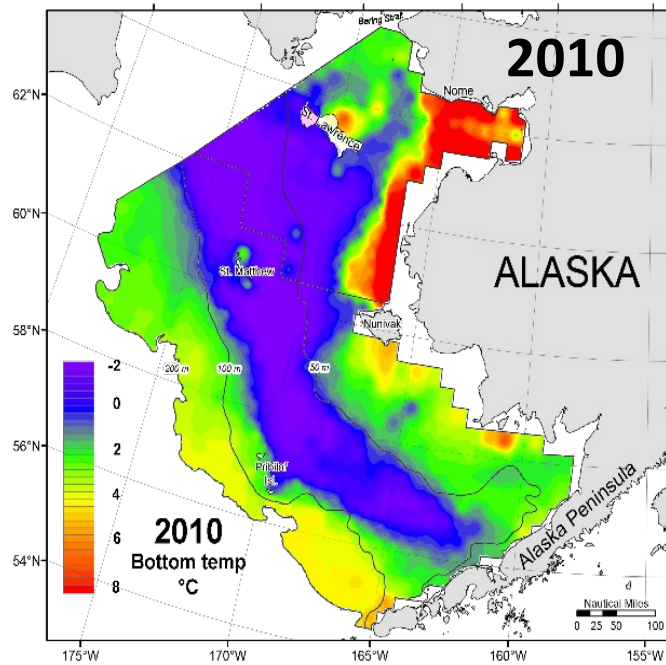 Bering Strait
2010
62°N
Nome
St. Lawrence
60°N
St. Matthew
ALASKA
58°N
Nunivak
200 m
100 m
50 m
-2
0
2
4
6
8
56°N
Pribilof
Isl.
2010
Bottom temp
°C
Alaska Peninsula
54°N
Nautical Miles
0 25 50 100
175°W
170°W
165°W
160°W
155°W